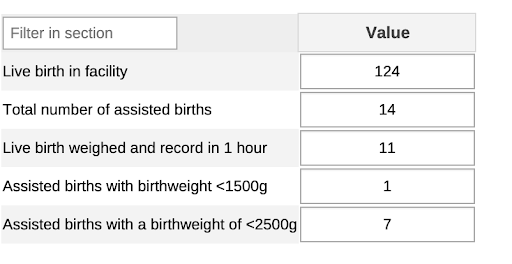 Filter in section Value
Live birth in facility 124
Total number of assisted births 14
Live birth weighed and record in 1 hour 11
Assisted births with birthweight <1500g 1
Assisted births with a birthweight of <2500g 7